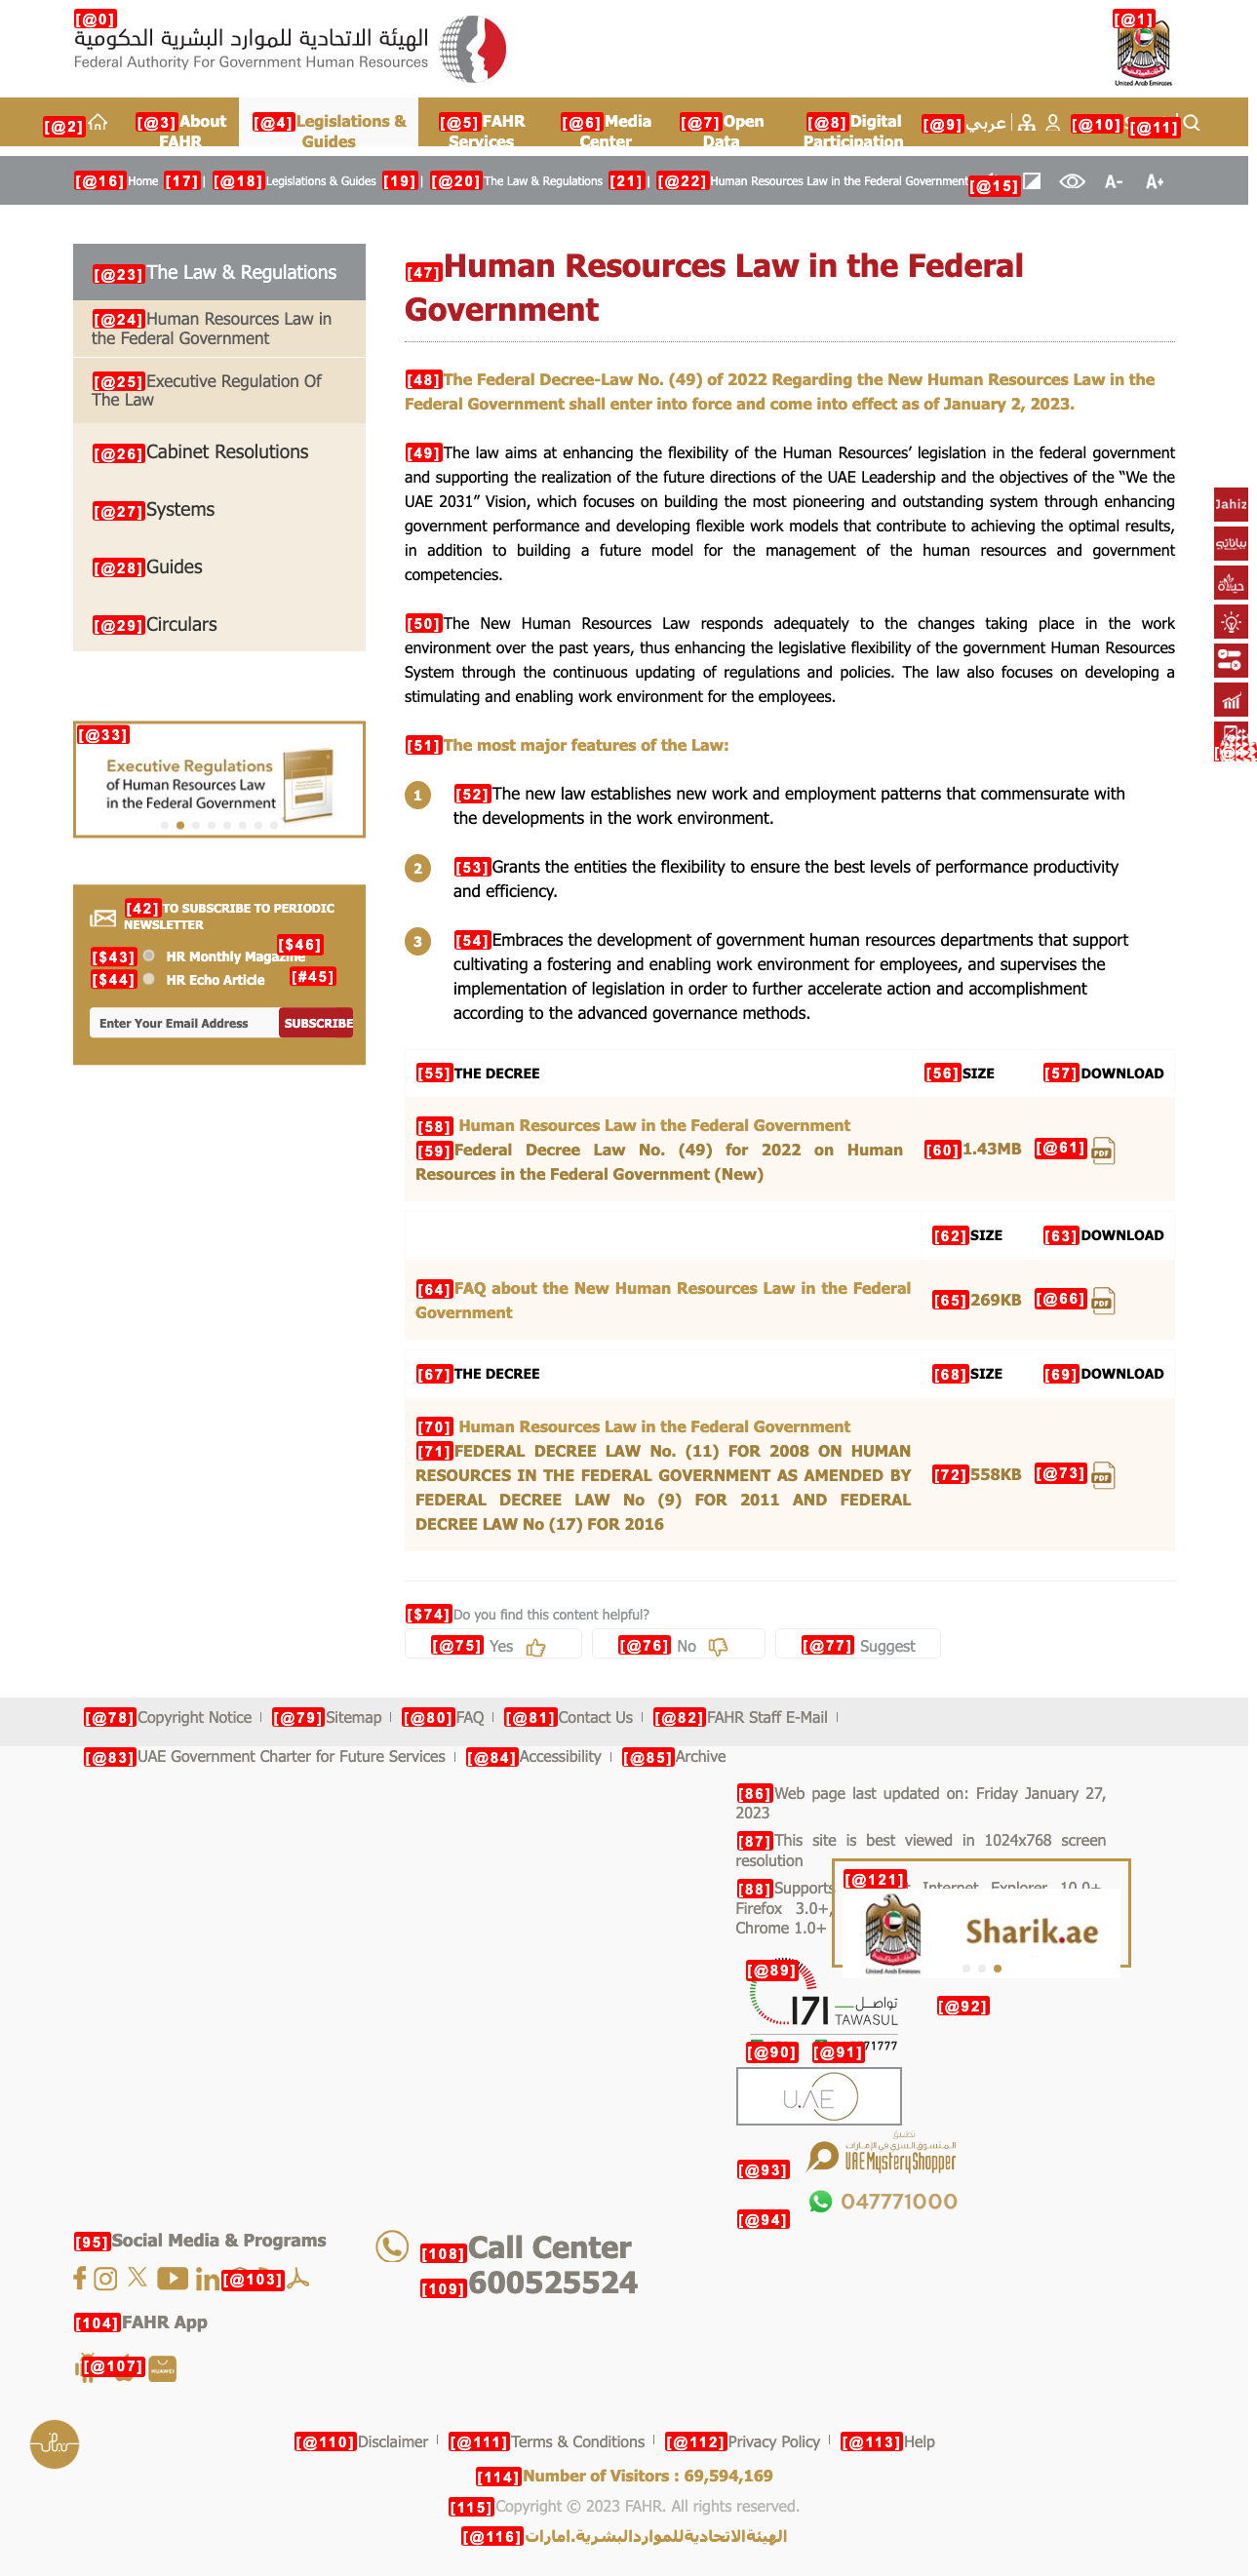 [@0]
[@1]
الهيئة الاتحادية للموارد البشرية الحكومية
Federal Authority For Government Human Resources
United Arab Emirates
[@2]
[@3]About FAHR
[@4]Legislations & Guides
[@5]FAHR Services
[@6]Media Center
[@7]Open Data
[@8]Digital Participation
[@9]عربي
[@10]
[@11]
[@16]Home [17]| [@18]Legislations & Guides [19]| [@20]The Law & Regulations [21]| [@22]Human Resources Law in the Federal Government
[@15]
A-
A+
[@23]The Law & Regulations
[@24]Human Resources Law in
the Federal Government
[@25]Executive Regulation Of
The Law
[@26]Cabinet Resolutions
[@27]Systems
[@28]Guides
[@29]Circulars
[@33]
Executive Regulations
of Human Resources Law
in the Federal Government
[42]TO SUBSCRIBE TO PERIODIC
NEWSLETTER
[$46]
[$43] HR Monthly Magazine
[$44] HR Echo Article [#45]
Enter Your Email Address SUBSCRIBE
[47]Human Resources Law in the Federal
Government
[48]The Federal Decree-Law No. (49) of 2022 Regarding the New Human Resources Law in the
Federal Government shall enter into force and come into effect as of January 2, 2023.
[49]The law aims at enhancing the flexibility of the Human Resources’ legislation in the federal government
and supporting the realization of the future directions of the UAE Leadership and the objectives of the “We the
UAE 2031” Vision, which focuses on building the most pioneering and outstanding system through enhancing
government performance and developing flexible work models that contribute to achieving the optimal results,
in addition to building a future model for the management of the human resources and government
competencies.
[50]The New Human Resources Law responds adequately to the changes taking place in the work
environment over the past years, thus enhancing the legislative flexibility of the government Human Resources
System through the continuous updating of regulations and policies. The law also focuses on developing a
stimulating and enabling work environment for the employees.
[51]The most major features of the Law:
1 [52]The new law establishes new work and employment patterns that commensurate with
the developments in the work environment.
2 [53]Grants the entities the flexibility to ensure the best levels of performance productivity
and efficiency.
3 [54]Embraces the development of government human resources departments that support
cultivating a fostering and enabling work environment for employees, and supervises the
implementation of legislation in order to further accelerate action and accomplishment
according to the advanced governance methods.
[55]THE DECREE [56]SIZE [57]DOWNLOAD
[58] Human Resources Law in the Federal Government
[59]Federal Decree Law No. (49) for 2022 on Human
Resources in the Federal Government (New)
[60]1.43MB [@61] PDF
[62]SIZE [63]DOWNLOAD
[64]FAQ about the New Human Resources Law in the Federal
Government
[65]269KB [@66] PDF
[67]THE DECREE [68]SIZE [69]DOWNLOAD
[70] Human Resources Law in the Federal Government
[71]FEDERAL DECREE LAW No. (11) FOR 2008 ON HUMAN
RESOURCES IN THE FEDERAL GOVERNMENT AS AMENDED BY
FEDERAL DECREE LAW No (9) FOR 2011 AND FEDERAL
DECREE LAW No (17) FOR 2016
[72]558KB [@73] PDF
Jahiz
بياناتي
حياة
[$74]Do you find this content helpful?
[@75] Yes [@76] No [@77] Suggest
[@78]Copyright Notice [@79]Sitemap [@80]FAQ [@81]Contact Us [@82]FAHR Staff E-Mail
[@83]UAE Government Charter for Future Services [@84]Accessibility [@85]Archive
[86]Web page last updated on: Friday January 27,
2023
[87]This site is best viewed in 1024x768 screen
resolution
[88]Supports Internet Explorer 10.0+,
Firefox 3.0+,
Chrome 1.0+
[@121]
United Arab Emirates
Sharik.ae
[@89]
171 تواصل
TAWASUL
[@92]
[@90] [@91]
U.AE
تطبيق
المتسوق السري في الإمارات
UAE Mystery Shopper
[@93]
047771000
[@94]
[95]Social Media & Programs
[@103]
[104]FAHR App
[@107]
HUAWEI
[108]Call Center
[109]600525524
[@110]Disclaimer [@111]Terms & Conditions [@112]Privacy Policy [@113]Help
[114]Number of Visitors : 69,594,169
[115]Copyright © 2023 FAHR. All rights reserved.
[@116]الهيئةالاتحاديةللمواردالبشرية.امارات